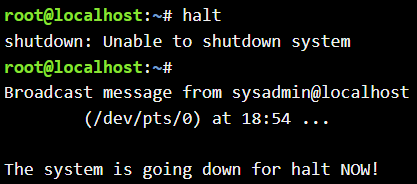 root@localhost:~# halt
shutdown: Unable to shutdown system
root@localhost:~#
Broadcast message from sysadmin@localhost
(/dev/pts/0) at 18:54 ...
The system is going down for halt NOW!